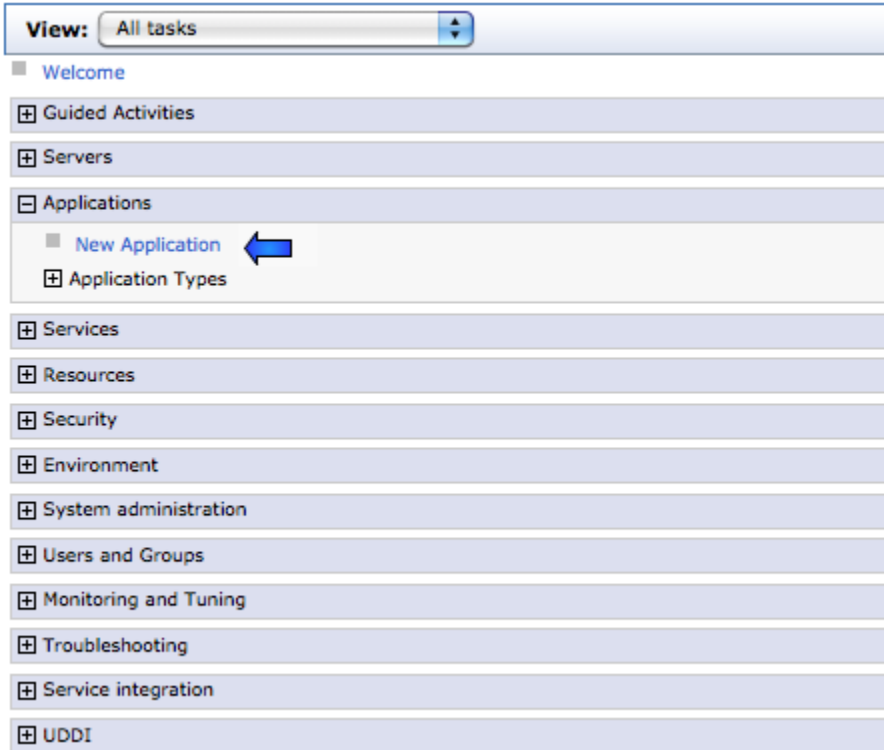 View: All tasks
Welcome
Guided Activities
Servers
Applications
New Application
Application Types
Services
Resources
Security
Environment
System administration
Users and Groups
Monitoring and Tuning
Troubleshooting
Service integration
UDDI